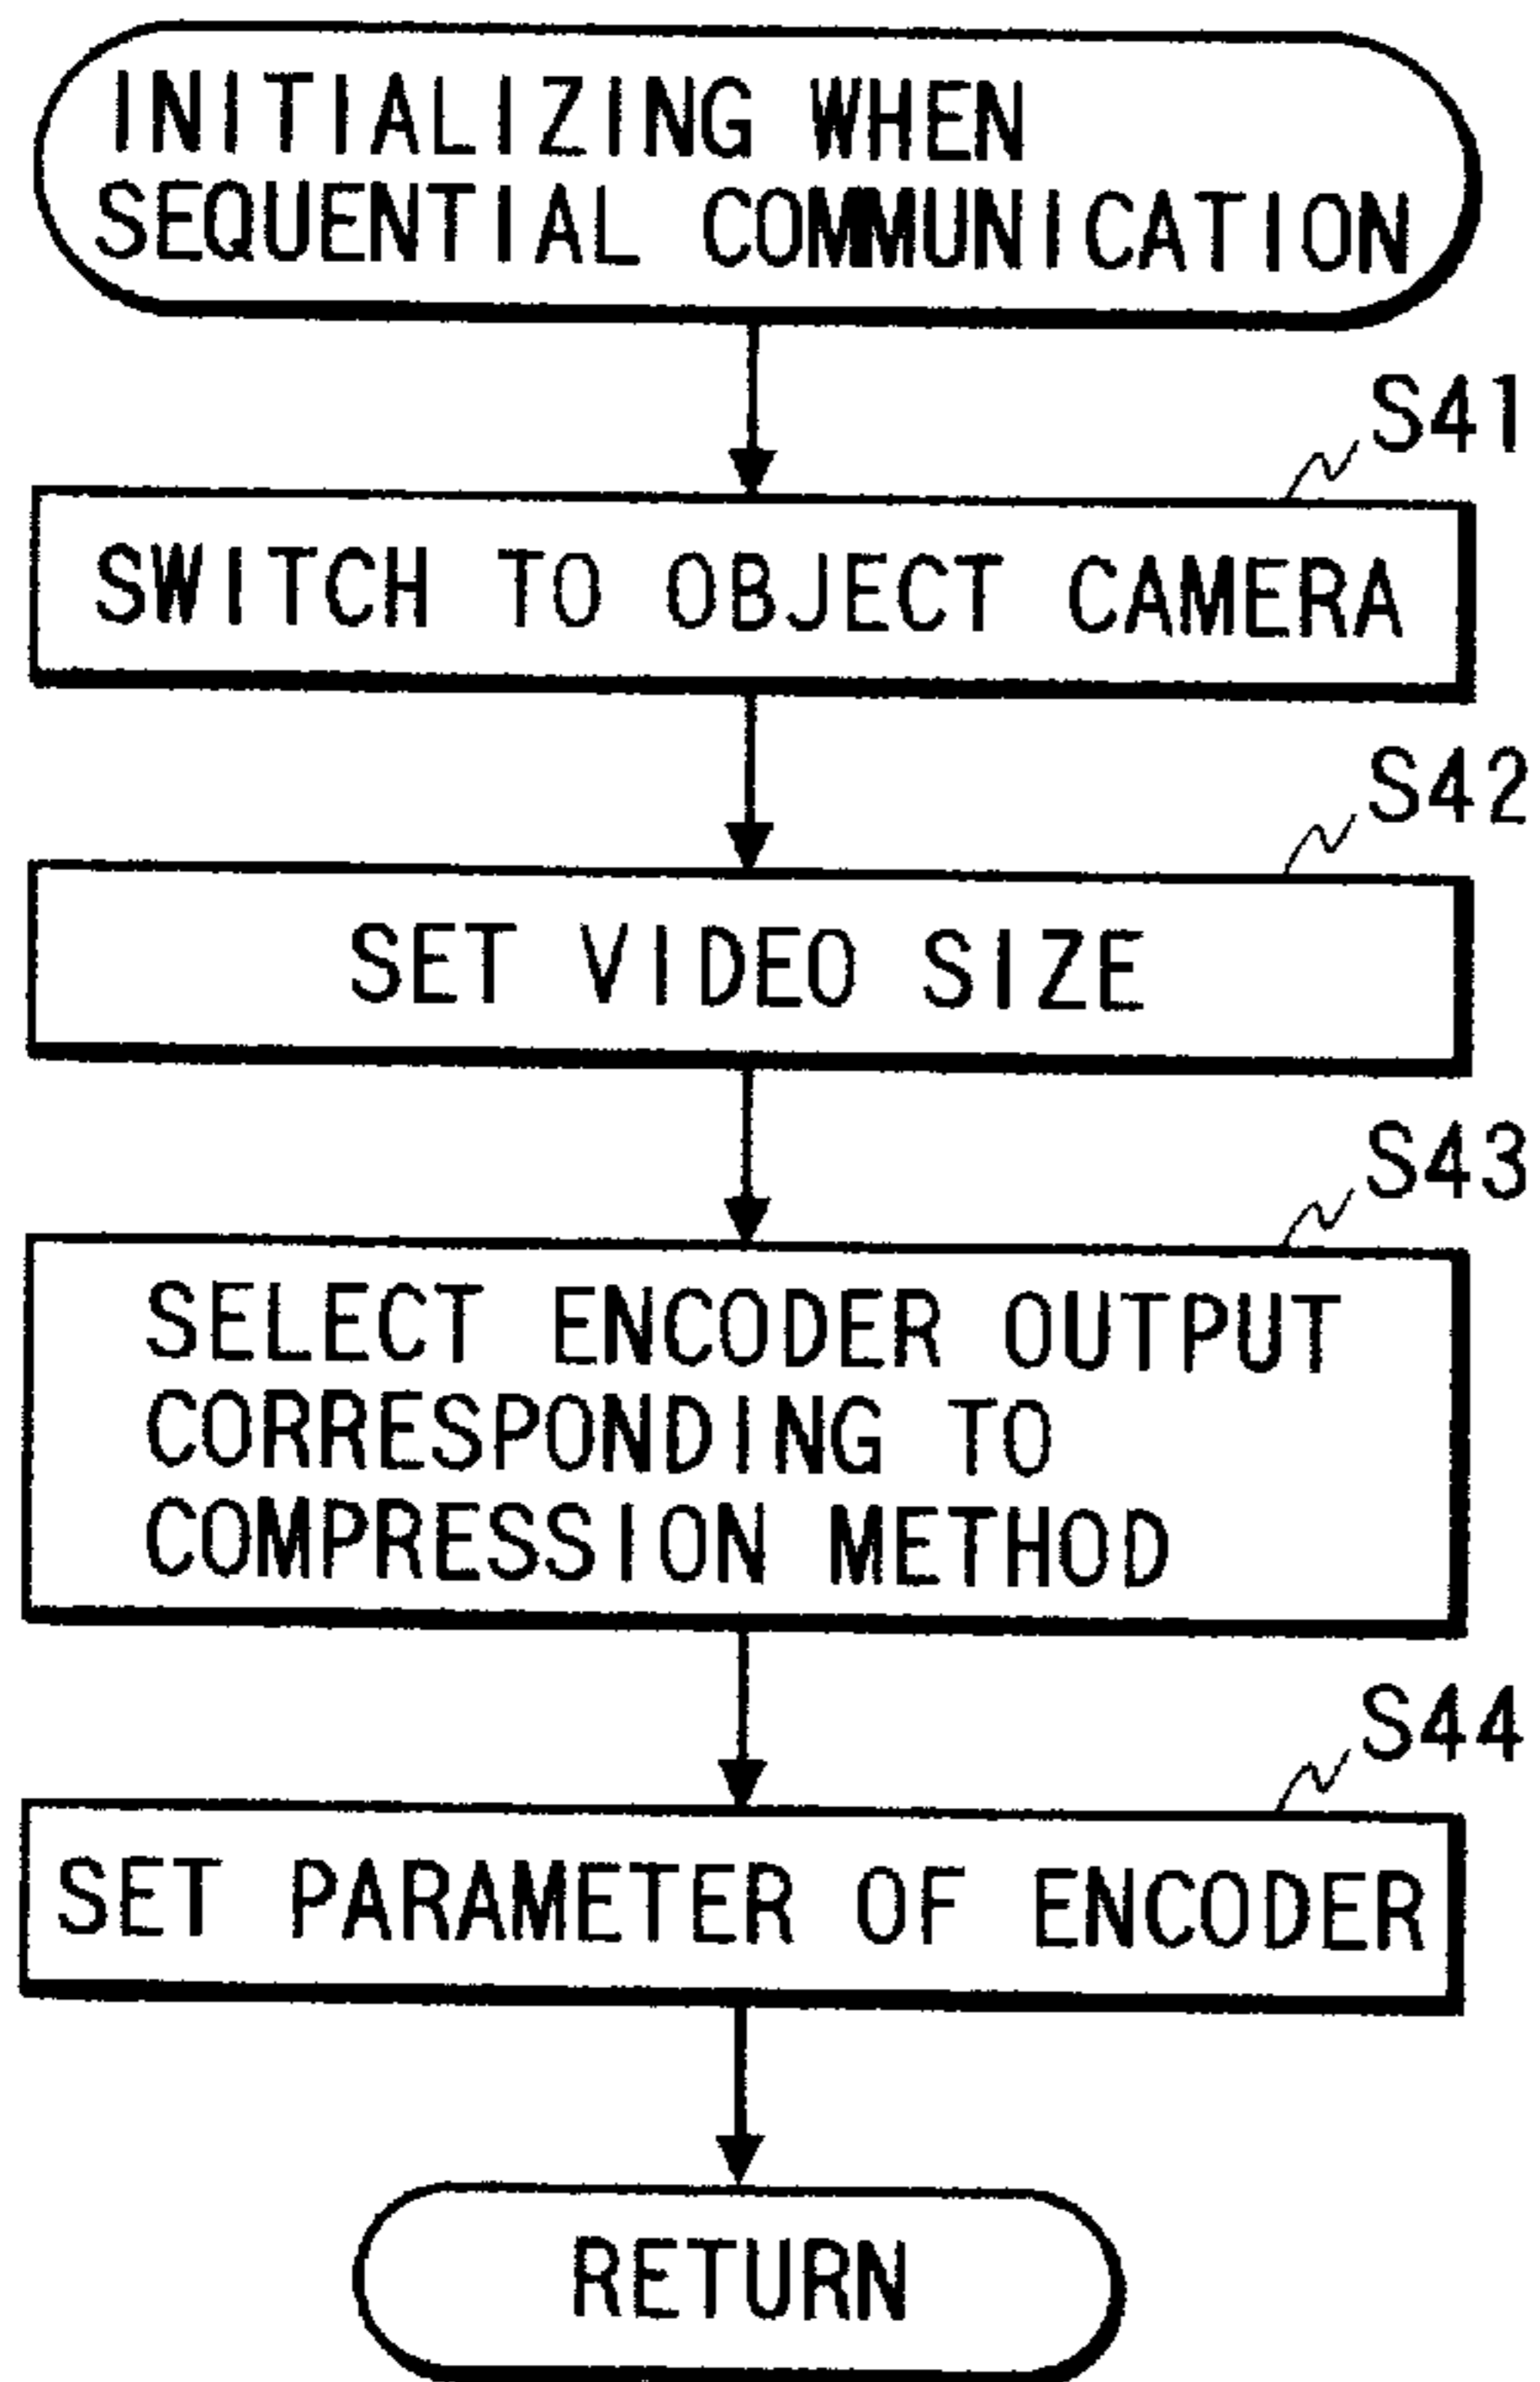 INITIALIZING WHEN
SEQUENTIAL COMMUNICATION
S41
SWITCH TO OBJECT CAMERA
S42
SET VIDEO SIZE
S43
SELECT ENCODER OUTPUT
CORRESPONDING TO
COMPRESSION METHOD
S44
SET PARAMETER OF ENCODER
RETURN